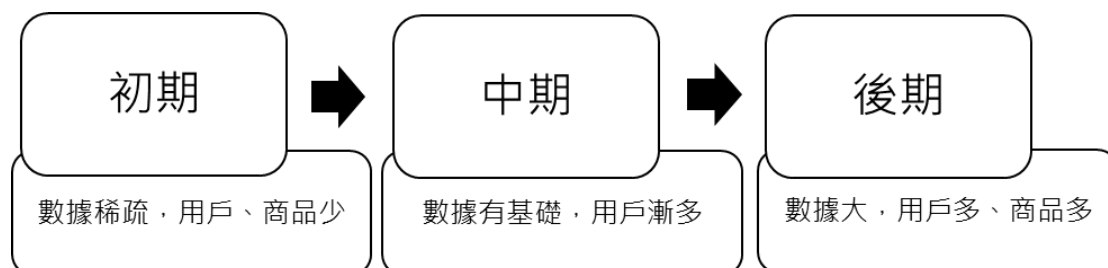 初期
中期
後期
數據稀疏，用戶、商品少
數據有基礎，用戶漸多
數據大，用戶多、商品多